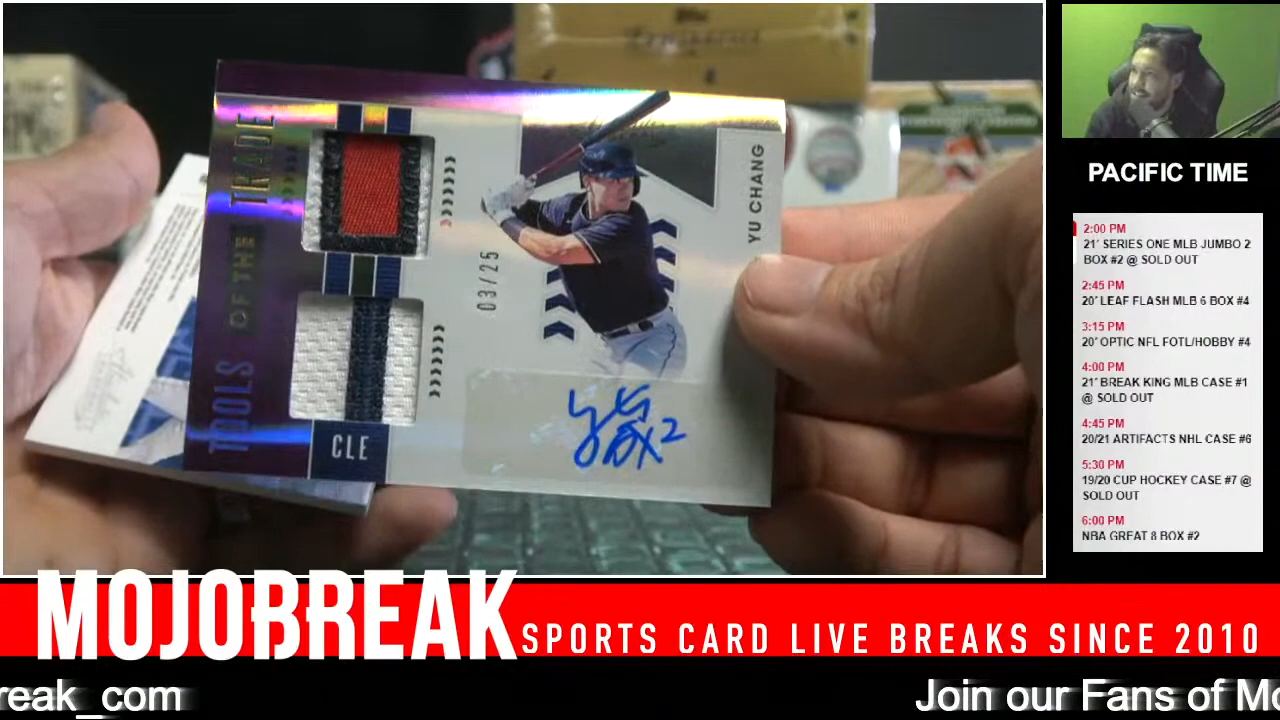 TOOLS OF THE TRADE
YU CHANG
03/25
CLE
PACIFIC TIME
2:00 PM
21' SERIES ONE MLB JUMBO 2
BOX #2 @ SOLD OUT
2:45 PM
20' LEAF FLASH MLB 6 BOX #4
3:15 PM
20' OPTIC NFL FOTL/HOBBY #4
4:00 PM
21' BREAK KING MLB CASE #1
@ SOLD OUT
4:45 PM
20/21 ARTIFACTS NHL CASE #6
5:30 PM
19/20 CUP HOCKEY CASE #7 @
SOLD OUT
6:00 PM
NBA GREAT 8 BOX #2
MOJOBREAK
SPORTS CARD LIVE BREAKS SINCE 2010
reak_com
Join our Fans of Mo